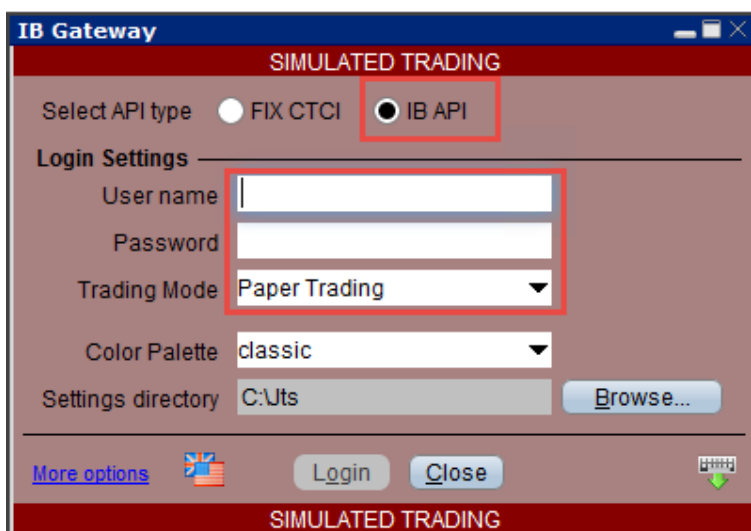 IB Gateway
SIMULATED TRADING
Select API type FIX CTCI IB API
Login Settings
User name
Password
Trading Mode Paper Trading
Color Palette classic
Settings directory C:\Jts Browse...
More options Login Close
SIMULATED TRADING